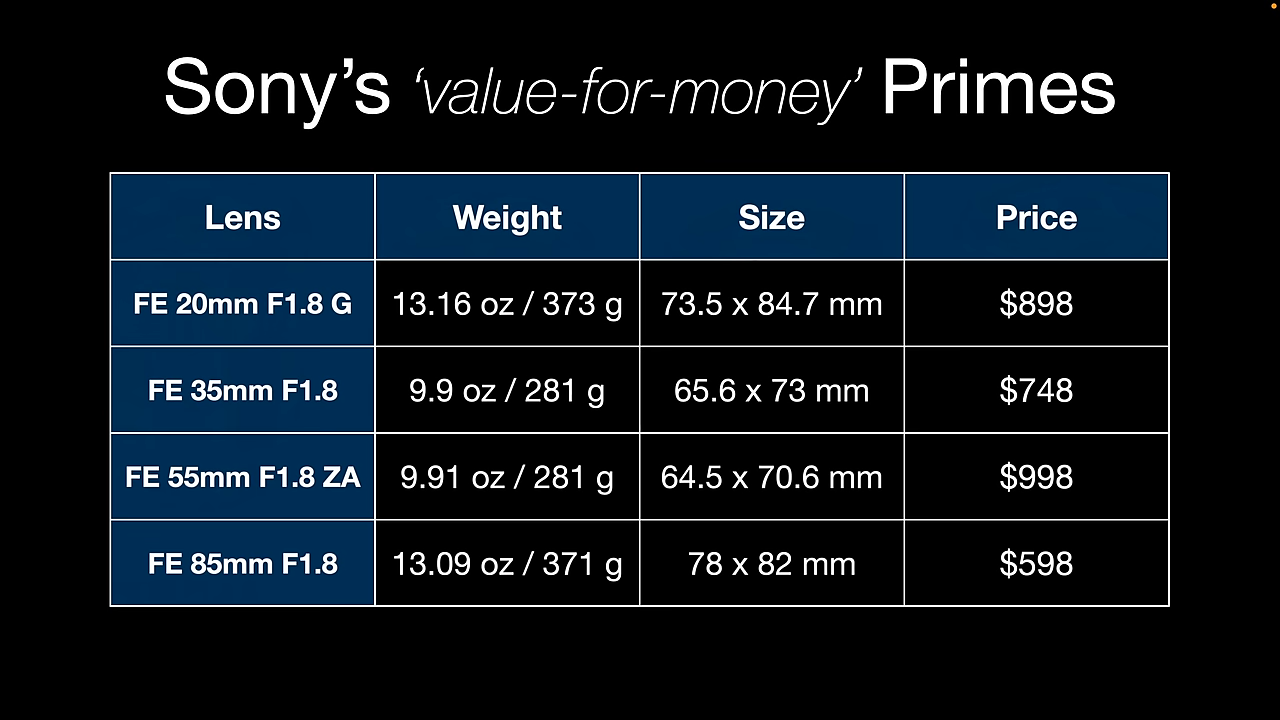 Sony’s ‘value-for-money’ Primes
Lens Weight Size Price
FE 20mm F1.8 G 13.16 oz / 373 g 73.5 x 84.7 mm $898
FE 35mm F1.8 9.9 oz / 281 g 65.6 x 73 mm $748
FE 55mm F1.8 ZA 9.91 oz / 281 g 64.5 x 70.6 mm $998
FE 85mm F1.8 13.09 oz / 371 g 78 x 82 mm $598